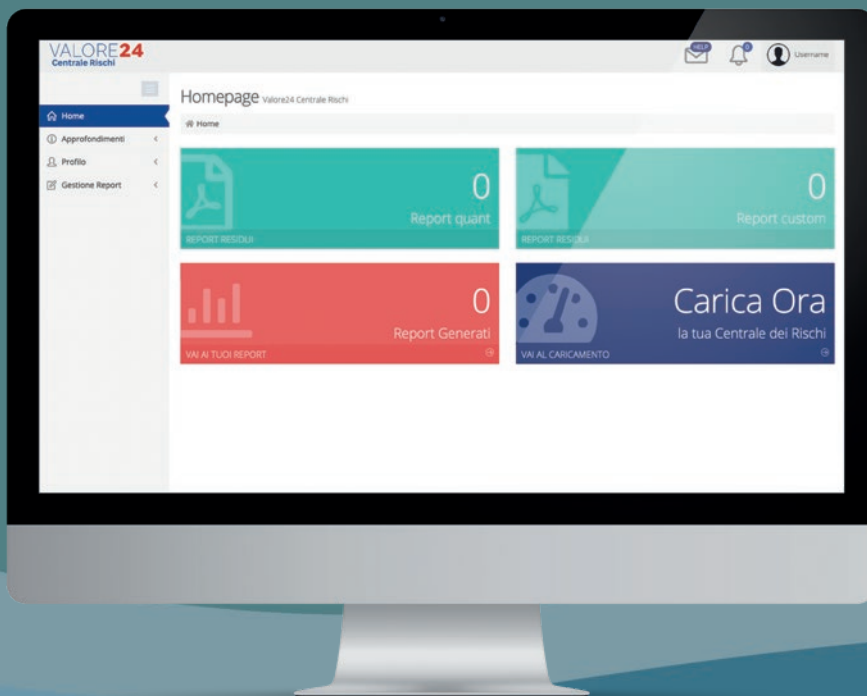 VALORE24
Centrale Rischi
HELP
0
Username
Homepage Valore24 Centrale Rischi
Home
Home
Approfondimenti
Profilo
Gestione Report
0
Report quant
REPORT RESIDUI
0
Report custom
REPORT RESIDUI
0
Report Generati
VAI AI TUOI REPORT
Carica Ora
la tua Centrale dei Rischi
VAI AL CARICAMENTO